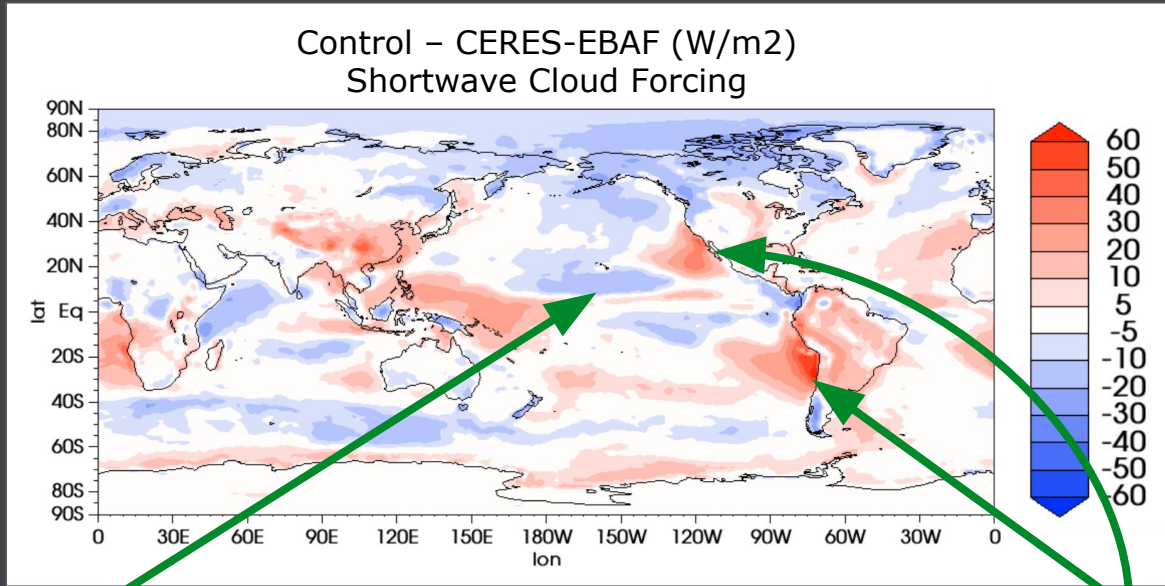 Control – CERES-EBAF (W/m2)
Shortwave Cloud Forcing
90N
80N
60N
40N
20N
Eq
20S
40S
60S
80S
90S
lat
0 30E 60E 90E 120E 150E 180W 150W 120W 90W 60W 30W 0
lon
60
50
40
30
20
10
5
-5
-10
-20
-30
-40
-50
-60